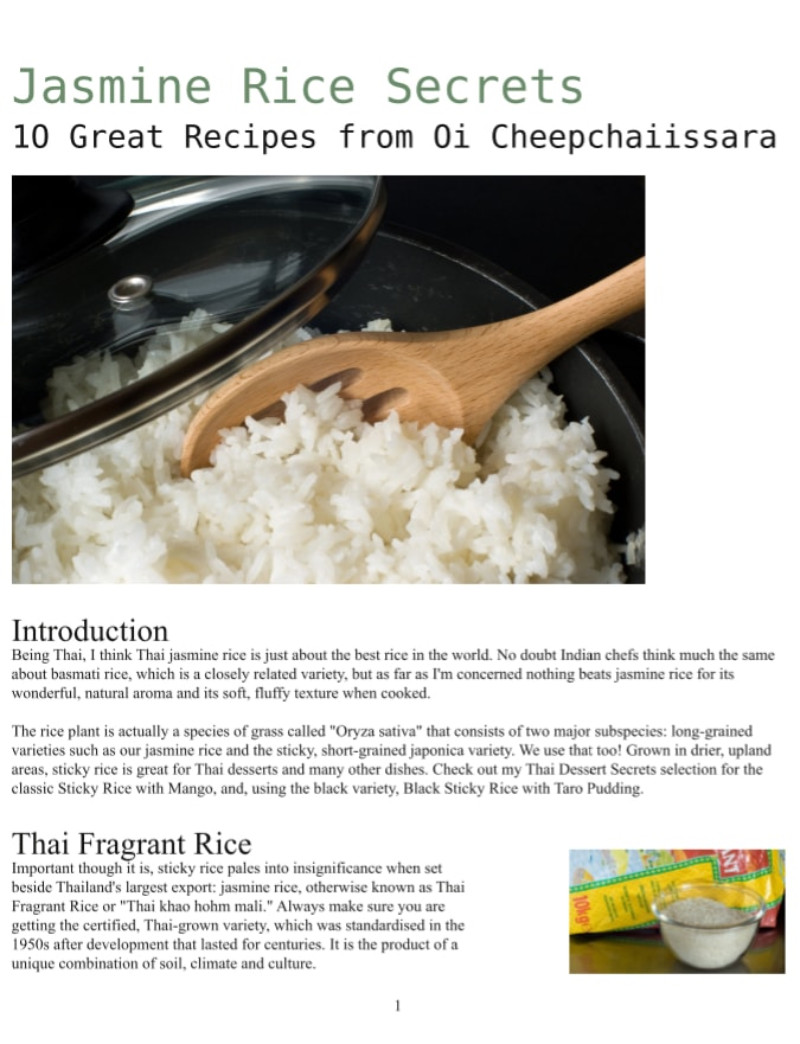 Jasmine Rice Secrets
10 Great Recipes from Oi Cheepchaiissara
Introduction
Being Thai, I think Thai jasmine rice is just about the best rice in the world. No doubt Indian chefs think much the same
about basmati rice, which is a closely related variety, but as far as I'm concerned nothing beats jasmine rice for its
wonderful, natural aroma and its soft, fluffy texture when cooked.
The rice plant is actually a species of grass called "Oryza sativa" that consists of two major subspecies: long-grained
varieties such as our jasmine rice and the sticky, short-grained japonica variety. We use that too! Grown in drier, upland
areas, sticky rice is great for Thai desserts and many other dishes. Check out my Thai Dessert Secrets selection for the
classic Sticky Rice with Mango, and, using the black variety, Black Sticky Rice with Taro Pudding.
Thai Fragrant Rice
Important though it is, sticky rice pales into insignificance when set
beside Thailand's largest export: jasmine rice, otherwise known as Thai
Fragrant Rice or "Thai khao hohm mali." Always make sure you are
getting the certified, Thai-grown variety, which was standardised in the
1950s after development that lasted for centuries. It is the product of a
unique combination of soil, climate and culture.
10kg
1